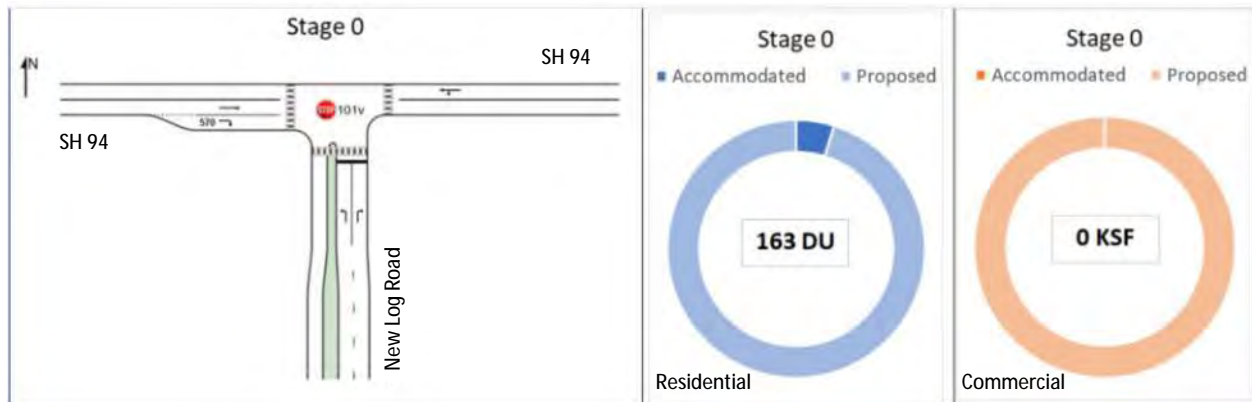 Stage 0
SH 94
N
STOP
101v
570
SH 94
New Log Road
Stage 0
Accommodated
Proposed
163 DU
Residential
Stage 0
Accommodated
Proposed
0 KSF
Commercial